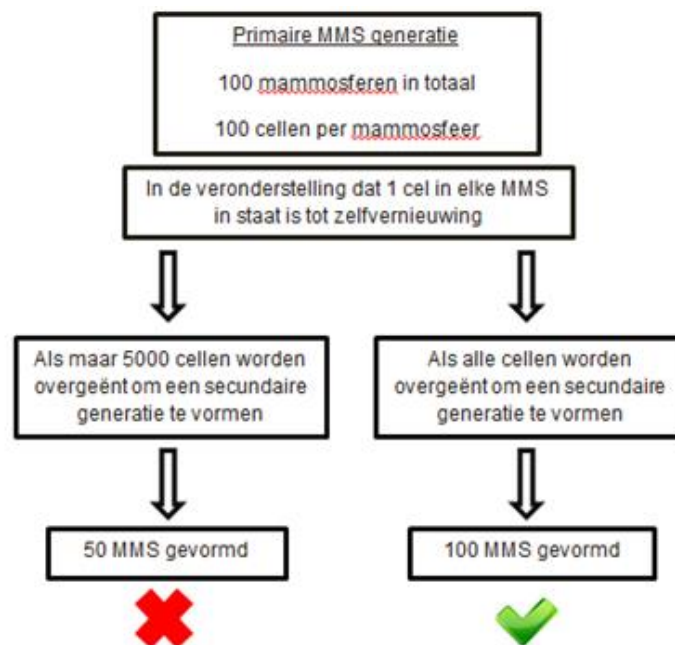 Primaire MMS generatie
100 mammosferen in totaal
100 cellen per mammosfeer
In de veronderstelling dat 1 cel in elke MMS
in staat is tot zelfvernieuwing
Als maar 5000 cellen worden
overgeënt om een secundaire
generatie te vormen
Als alle cellen worden
overgeënt om een secundaire
generatie te vormen
50 MMS gevormd
100 MMS gevormd